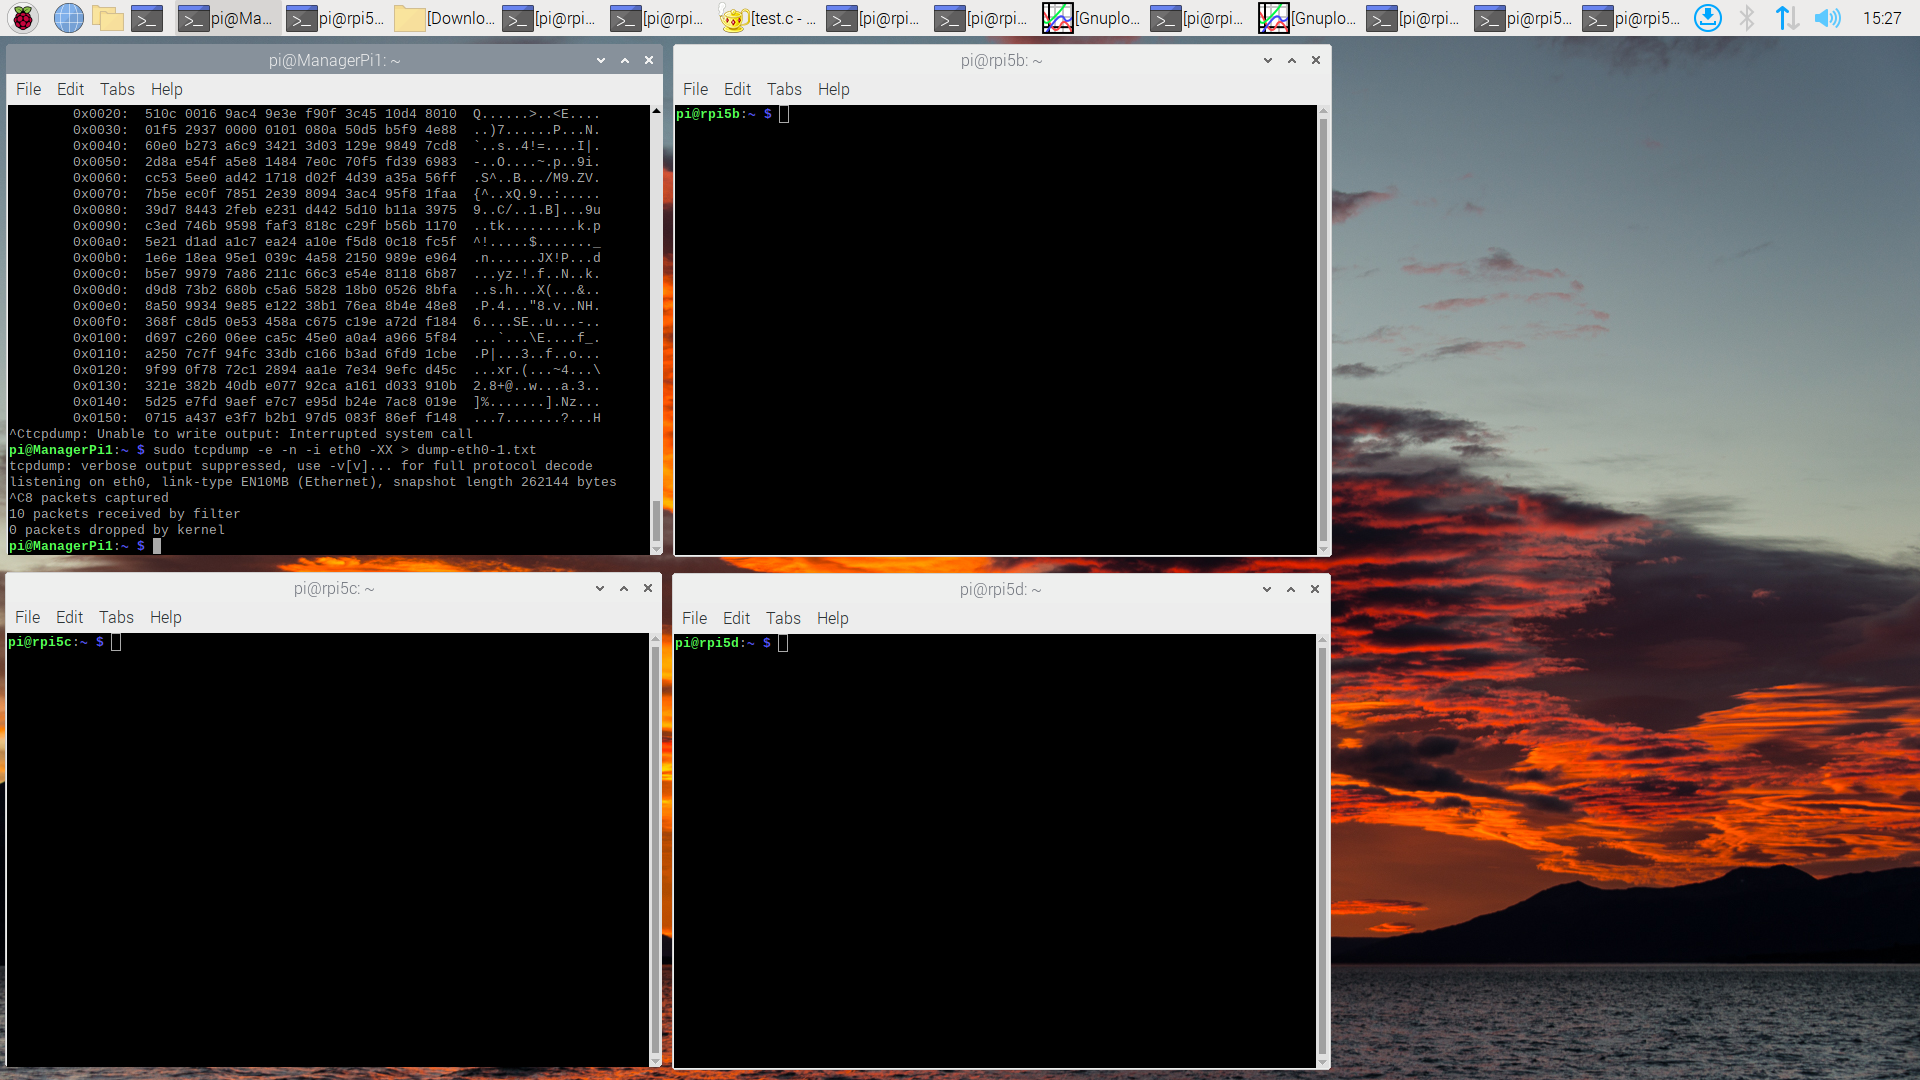 pi@Ma...
pi@rpi5...
[Downlo...
[pi@rpi...
[pi@rpi...
[test.c - ...
[pi@rpi...
[pi@rpi...
[Gnuplo...
[pi@rpi...
[Gnuplo...
[pi@rpi...
pi@rpi5...
pi@rpi5...
15:27
pi@ManagerPi1: ~
File Edit Tabs Help
0x0020: 510c 0016 9ac4 9e3e f90f 3c45 10d4 8010 Q......>..<E....
0x0030: 01f5 2937 0000 0101 080a 50d5 b5f9 4e88 ..)7......P...N.
0x0040: 60e0 b273 a6c9 3421 3d03 129e 9849 7cd8 `..s..4!=....I|.
0x0050: 2d8a e54f a5e8 1484 7e0c 70f5 fd39 6983 -..O....~.p..9i.
0x0060: cc53 5ee0 ad42 1718 d02f 4d39 a35a 56ff .S^..B.../M9.ZV.
0x0070: 7b5e ec0f 7851 2e39 8094 3ac4 95f8 1faa {^..xQ.9..:.....
0x0080: 39d7 8443 2feb e231 d442 5d10 b11a 3975 9..C/..1.B]...9u
0x0090: c3ed 746b 9598 faf3 818c c29f b56b 1170 ..tk.........k.p
0x00a0: 5e21 d1ad a1c7 ea24 a10e f5d8 0c18 fc5f ^!.....$......._
0x00b0: 1e6e 18ea 95e1 039c 4a58 2150 989e e964 .n......JX!P...d
0x00c0: b5e7 9979 7a86 211c 66c3 e54e 8118 6b87 ...yz.!.f..N..k.
0x00d0: d9d8 73b2 680b c5a6 5828 18b0 0526 8bfa ..s.h...X(...&..
0x00e0: 8a50 9934 9e85 e122 38b1 76ea 8b4e 48e8 .P.4..."8.v..NH.
0x00f0: 368f c8d5 0e53 458a c675 c19e a72d f184 6....SE..u...-..
0x0100: d697 c260 06ee ca5c 45e0 a0a4 a966 5f84 ...`...\E....f_.
0x0110: a250 7c7f 94fc 33db c166 b3ad 6fd9 1cbe .P|...3..f..o...
0x0120: 9f99 0f78 72c1 2894 aa1e 7e34 9efc d45c ...xr.(...~4...\
0x0130: 321e 382b 40db e077 92ca a161 d033 910b 2.8+@..w...a.3..
0x0140: 5d25 e7fd 9aef e7c7 e95d b24e 7ac8 019e ]%.......].Nz...
0x0150: 0715 a437 e3f7 b2b1 97d5 083f 86ef f148 ...7.......?...H
^Ctcpdump: Unable to write output: Interrupted system call
pi@ManagerPi1:~ $ sudo tcpdump -e -n -i eth0 -XX > dump-eth0-1.txt
tcpdump: verbose output suppressed, use -v[v]... for full protocol decode
listening on eth0, link-type EN10MB (Ethernet), snapshot length 262144 bytes
^C8 packets captured
10 packets received by filter
0 packets dropped by kernel
pi@ManagerPi1:~ $
pi@rpi5b: ~
File Edit Tabs Help
pi@rpi5b:~ $
pi@rpi5c: ~
File Edit Tabs Help
pi@rpi5c:~ $
pi@rpi5d: ~
File Edit Tabs Help
pi@rpi5d:~ $